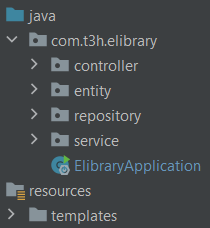 java
com.t3h.elibrary
controller
entity
repository
service
ElibraryApplication
resources
templates